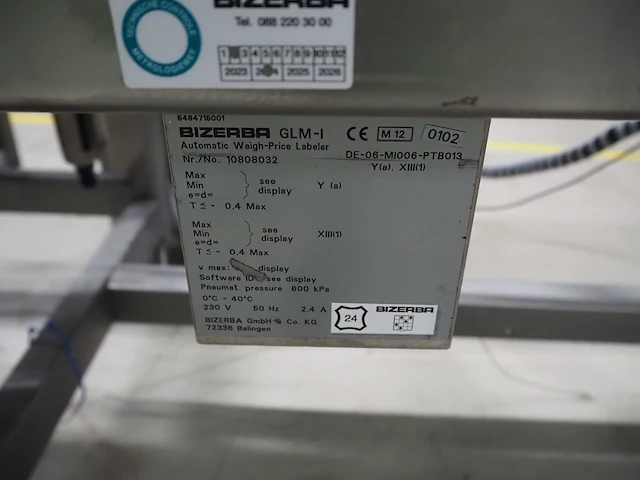 BIZERBA
Tel. 088 220 30 00
TECHNISCHE CONTROLE
METROLOGIEWET
1 3 4 5 6 7 8 9 10 11 12
2023 2024 2025 2026
6484716001
BIZERBA GLM-I CE M 12 0102
Automatic Weigh-Price Labeler DE-06-MI006-PTB013
Nr./No. 10808032 Y(a), XIII(1)
Max
Min see display Y (a)
e=d=
T ≤ - 0,4 Max
Max
Min see display XIII(1)
e=d=
T ≤ - 0,4 Max
v max: display
Software ID: see display
Pneumat. pressure 600 kPa
0°C - 40°C
230 V 50 Hz 2.4 A
BIZERBA GmbH & Co. KG
72336 Balingen
24 BIZERBA